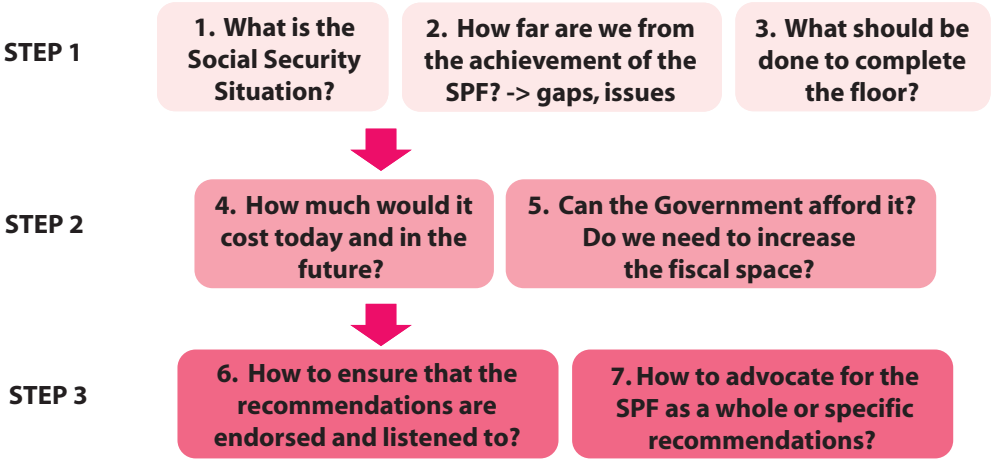 STEP 1
1. What is the
Social Security
Situation?
2. How far are we from
the achievement of the
SPF? -> gaps, issues
3. What should be
done to complete
the floor?
STEP 2
4. How much would it
cost today and in the
future?
5. Can the Government afford it?
Do we need to increase
the fiscal space?
STEP 3
6. How to ensure that the
recommendations are
endorsed and listened to?
7. How to advocate for the
SPF as a whole or specific
recommendations?